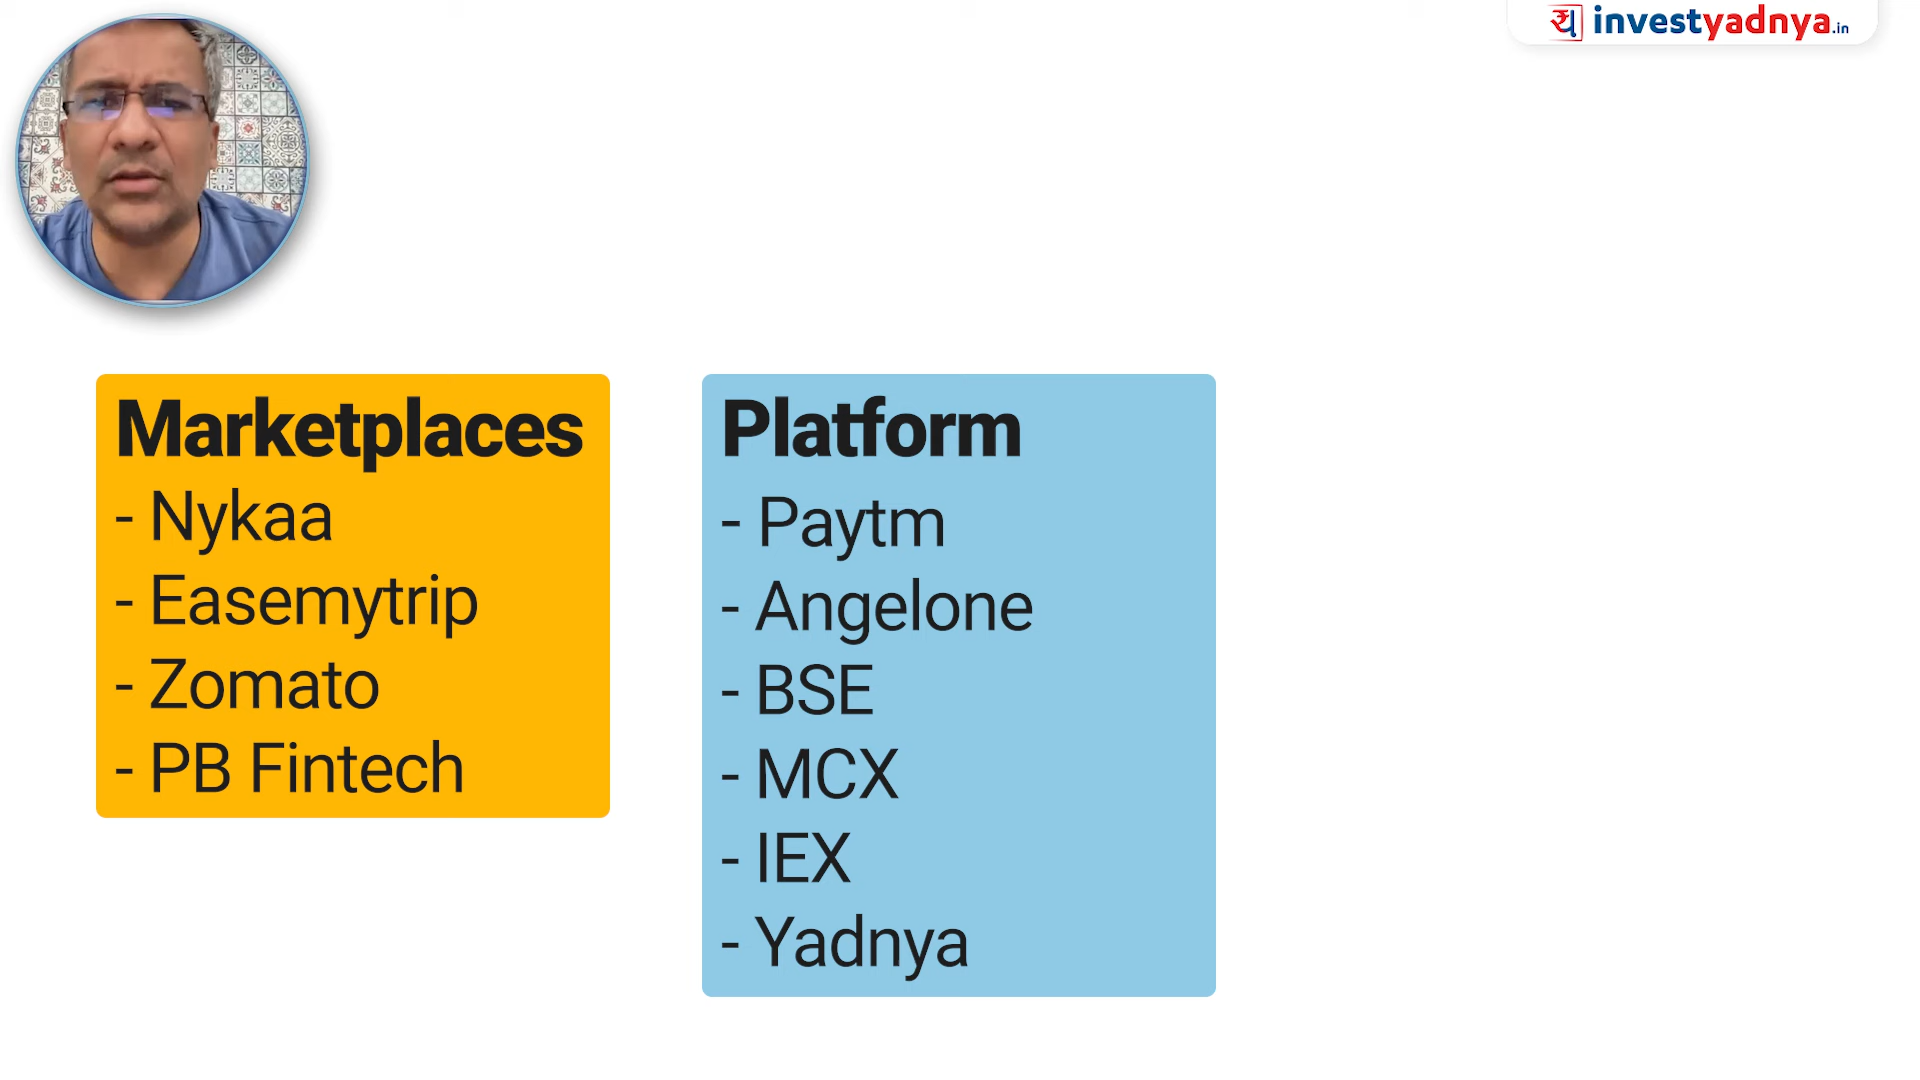 य investyadnya.in
Marketplaces
- Nykaa
- Easemytrip
- Zomato
- PB Fintech
Platform
- Paytm
- Angelone
- BSE
- MCX
- IEX
- Yadnya